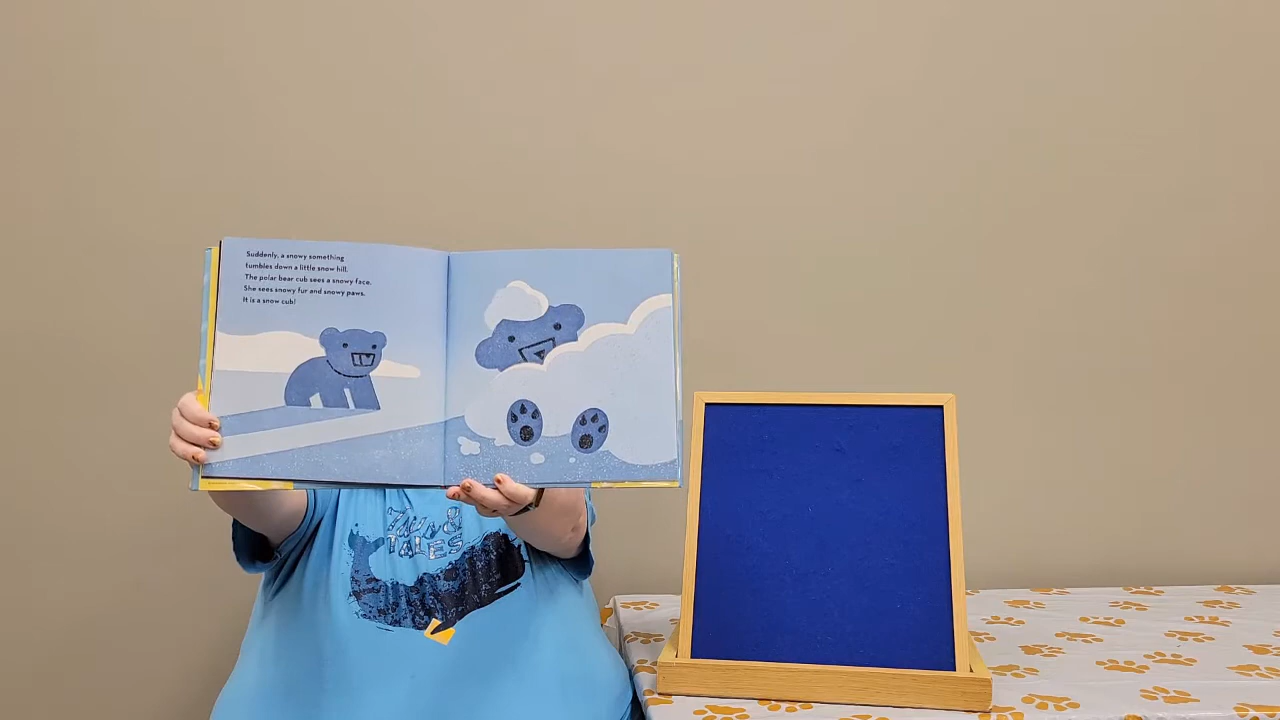 Suddenly, a snowy something
tumbles down a little snow hill.
The polar bear cub sees a snowy face.
She sees snowy fur and snowy paws.
It is a snow cub!
TAILS &
TALES